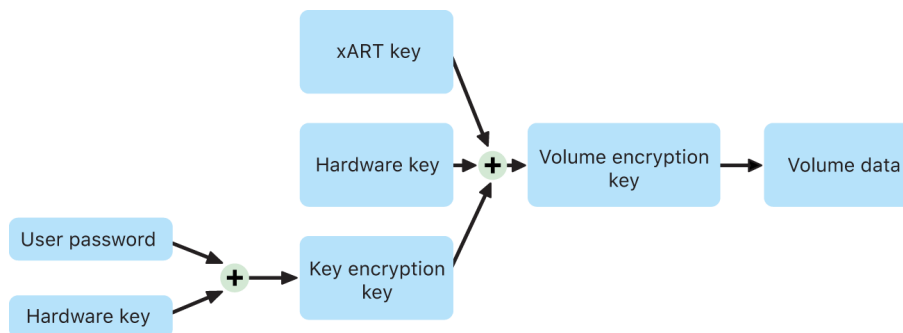 xART key
Hardware key
+
Volume encryption
key
Volume data
User password
+
Key encryption
key
Hardware key